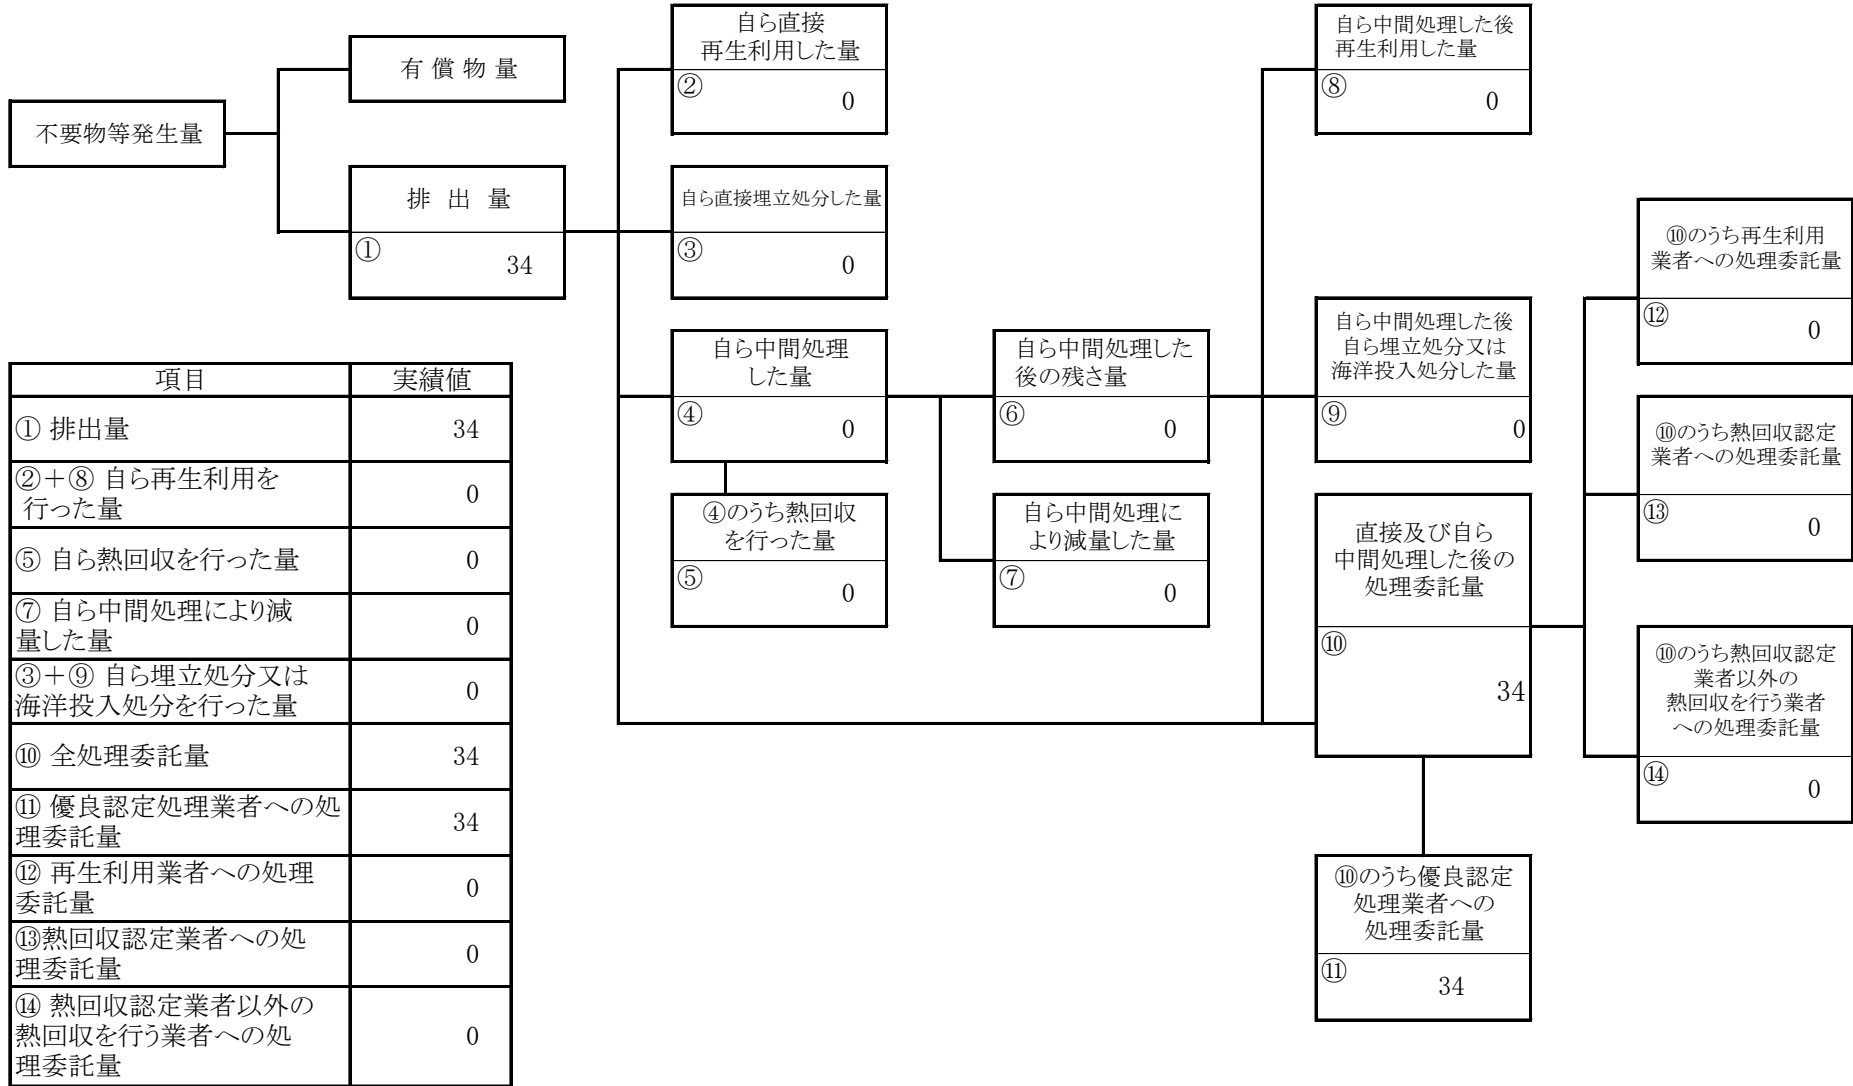 不要物等発生量
有 償 物 量
排 出 量
①
34
自ら直接
再生利用した量
②
0
自ら直接埋立処分した量
③
0
自ら中間処理
した量
④
0
④のうち熱回収
を行った量
⑤
0
自ら中間処理した
後の残さ量
⑥
0
自ら中間処理に
より減量した量
⑦
0
自ら中間処理した後
再生利用した量
⑧
0
自ら中間処理した後
自ら埋立処分又は
海洋投入処分した量
⑨
0
直接及び自ら
中間処理した後の
処理委託量
⑩
34
⑩のうち優良認定
処理業者への
処理委託量
⑪
34
⑩のうち再生利用
業者への処理委託量
⑫
0
⑩のうち熱回収認定
業者への処理委託量
⑬
0
⑩のうち熱回収認定
業者以外の
熱回収を行う業者
への処理委託量
⑭
0
項目 実績値
① 排出量 34
②+⑧ 自ら再生利用を
行った量 0
⑤ 自ら熱回収を行った量 0
⑦ 自ら中間処理により減
量した量 0
③+⑨ 自ら埋立処分又は
海洋投入処分を行った量 0
⑩ 全処理委託量 34
⑪ 優良認定処理業者への処
理委託量 34
⑫ 再生利用業者への処理
委託量 0
⑬熱回収認定業者への処
理委託量 0
⑭ 熱回収認定業者以外の
熱回収を行う業者への処
理委託量 0